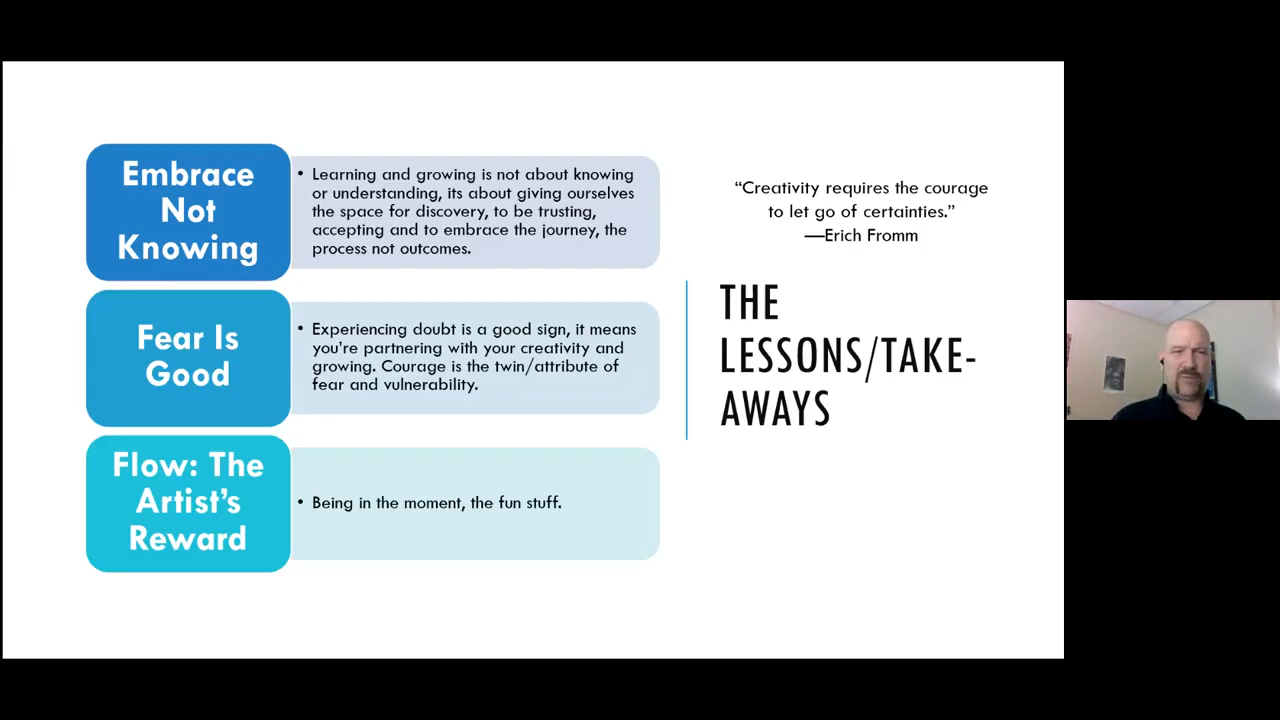 Embrace
Not
Knowing
• Learning and growing is not about knowing
or understanding, its about giving ourselves
the space for discovery, to be trusting,
accepting and to embrace the journey, the
process not outcomes.
Fear Is
Good
• Experiencing doubt is a good sign, it means
you're partnering with your creativity and
growing. Courage is the twin/attribute of
fear and vulnerability.
Flow: The
Artist's
Reward
• Being in the moment, the fun stuff.
“Creativity requires the courage
to let go of certainties.”
—Erich Fromm
THE
LESSONS/TAKE-
AWAYS